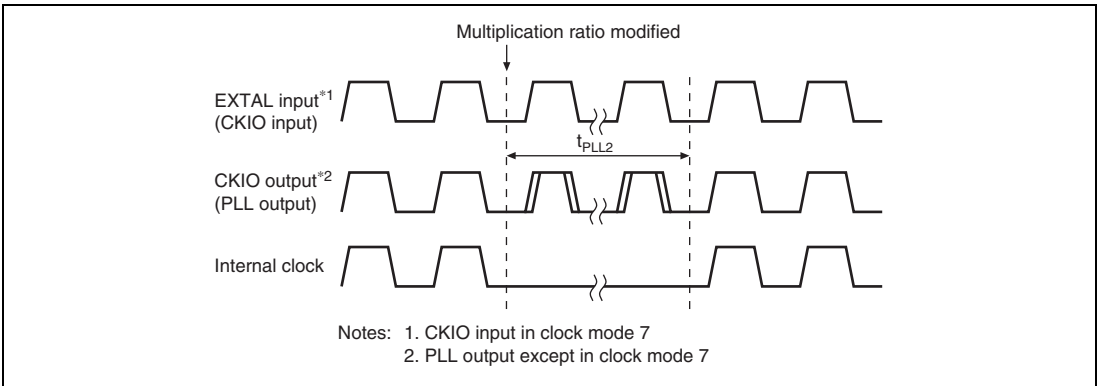 Multiplication ratio modified
EXTAL input*1
(CKIO input)
tPLL2
CKIO output*2
(PLL output)
Internal clock
Notes: 1. CKIO input in clock mode 7
2. PLL output except in clock mode 7